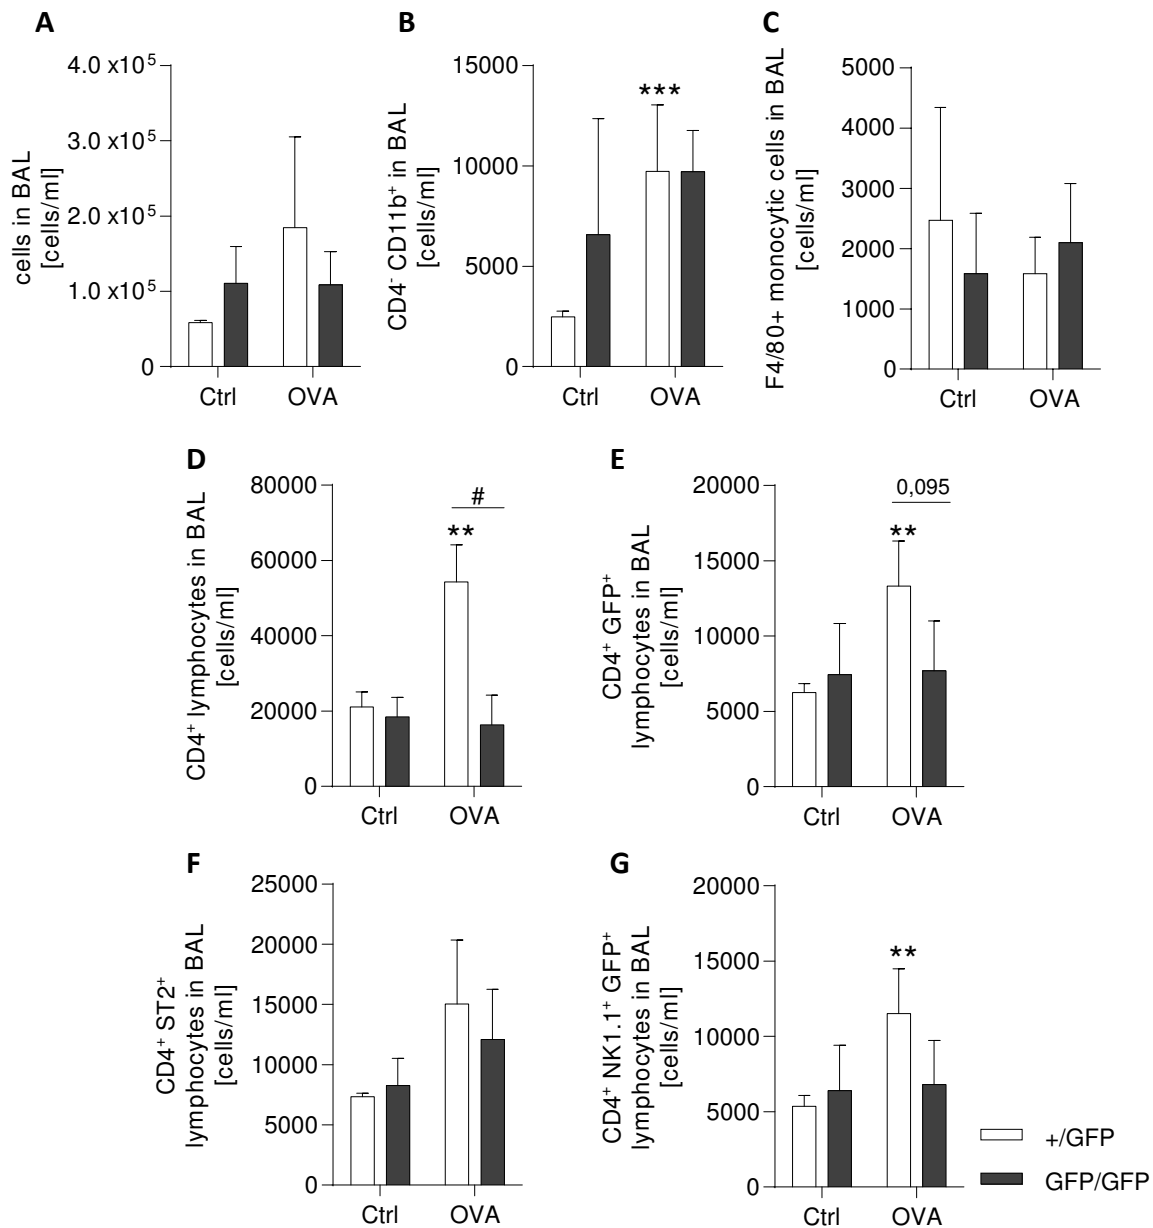 A
cells in BAL
[cells/ml]
4.0 x10⁵
3.0 x10⁵
2.0 x10⁵
1.0 x10⁵
0
Ctrl OVA
B
CD4⁻ CD11b⁺ in BAL
[cells/ml]
15000
10000
5000
0
***
Ctrl OVA
C
F4/80+ monocytic cells in BAL
[cells/ml]
5000
4000
3000
2000
1000
0
Ctrl OVA
D
CD4⁺ lymphocytes in BAL
[cells/ml]
80000
60000
40000
20000
0
#
**
Ctrl OVA
E
CD4⁺ GFP⁺
lymphocytes in BAL
[cells/ml]
20000
15000
10000
5000
0
0,095
**
Ctrl OVA
F
CD4⁺ ST2⁺
lymphocytes in BAL
[cells/ml]
25000
20000
15000
10000
5000
0
Ctrl OVA
G
CD4⁺ NK1.1⁺ GFP⁺
lymphocytes in BAL
[cells/ml]
20000
15000
10000
5000
0
**
Ctrl OVA
+/GFP
GFP/GFP